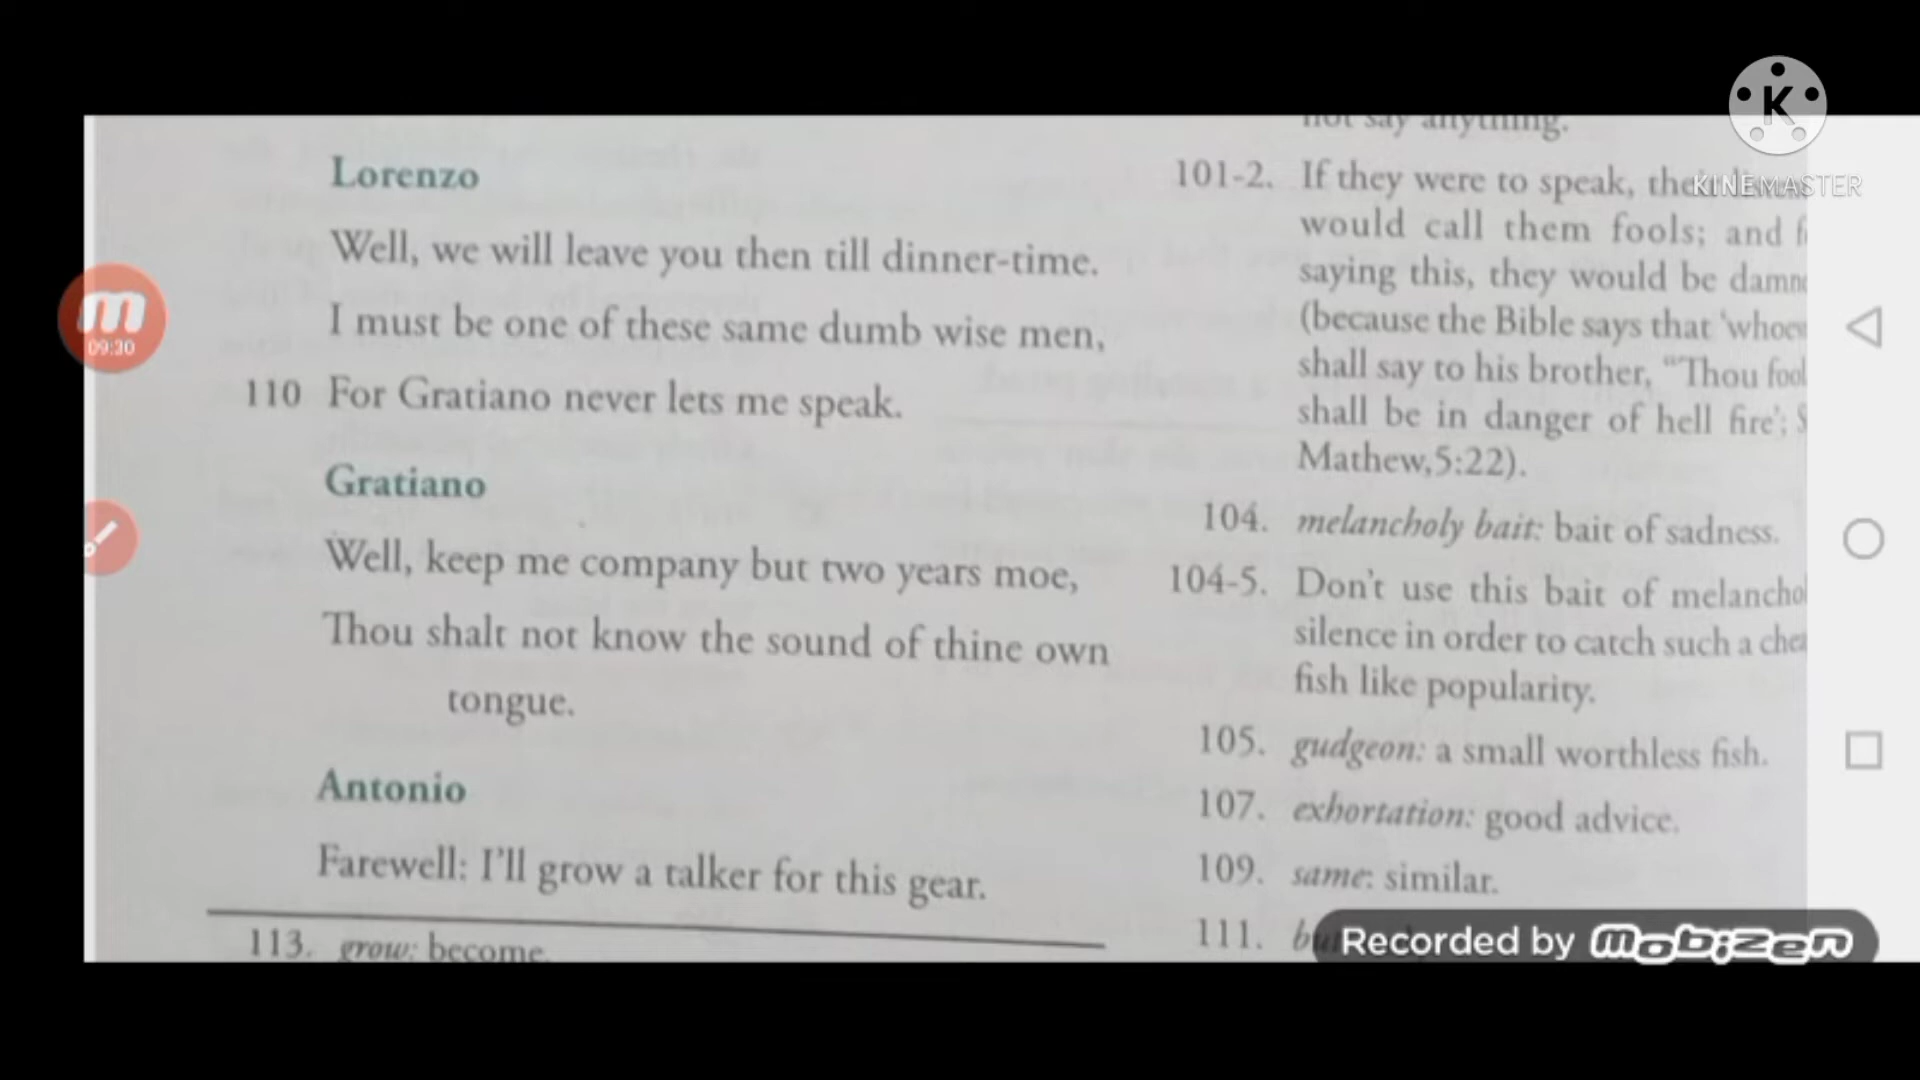 Lorenzo
Well, we will leave you then till dinner-time.
I must be one of these same dumb wise men,
110 For Gratiano never lets me speak.
Gratiano
Well, keep me company but two years moe,
Thou shalt not know the sound of thine own
tongue.
Antonio
Farewell: I'll grow a talker for this gear.
113. grow: become.
not say anything.
101-2. If they were to speak,
would call them fools; and
saying this, they would be
(because the Bible says that
shall say to his brother, "Thou fool
shall be in danger of hell fire';
Mathew,5:22).
104. melancholy bait: bait of sadness.
104-5. Don't use this bait of
silence in order to catch such a
fish like popularity.
105. gudgeon: a small worthless fish.
107. exhortation: good advice.
109. same: similar.
111.
K
KINEMASTER
m
09:30
Recorded by mobizen